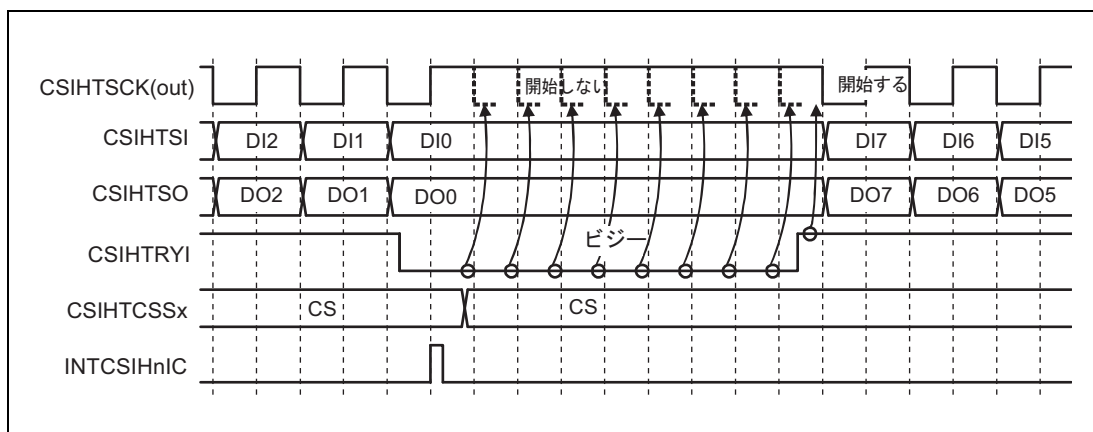 CSIHTSCK(out) 開始しない 開始する
CSIHTSI DI2 DI1 DI0 DI7 DI6 DI5
CSIHTSO DO2 DO1 DO0 DO7 DO6 DO5
CSIHTRYI ビジー
CSIHTCSSx CS CS
INTCSIHnIC